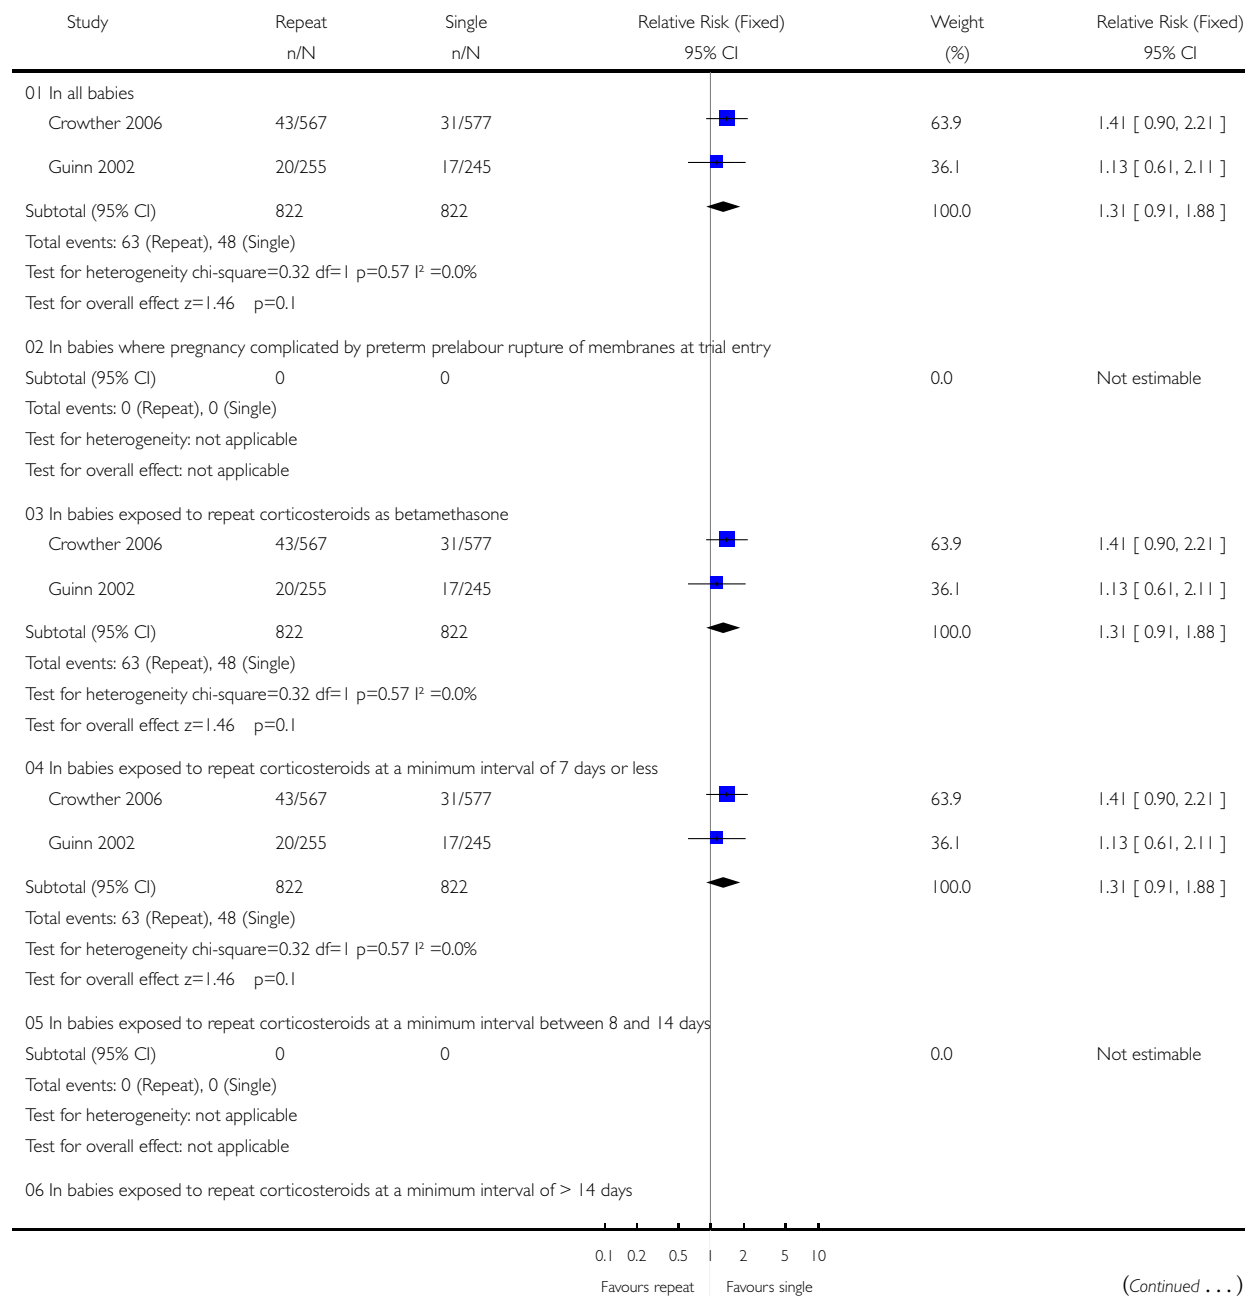 Study Repeat Single Relative Risk (Fixed) Weight Relative Risk (Fixed)
n/N n/N 95% CI (%) 95% CI
01 In all babies
Crowther 2006 43/567 31/577 63.9 1.41 [ 0.90, 2.21 ]
Guinn 2002 20/255 17/245 36.1 1.13 [ 0.61, 2.11 ]
Subtotal (95% CI) 822 822 100.0 1.31 [ 0.91, 1.88 ]
Total events: 63 (Repeat), 48 (Single)
Test for heterogeneity chi-square=0.32 df=1 p=0.57 I² =0.0%
Test for overall effect z=1.46 p=0.1
02 In babies where pregnancy complicated by preterm prelabour rupture of membranes at trial entry
Subtotal (95% CI) 0 0 0.0 Not estimable
Total events: 0 (Repeat), 0 (Single)
Test for heterogeneity: not applicable
Test for overall effect: not applicable
03 In babies exposed to repeat corticosteroids as betamethasone
Crowther 2006 43/567 31/577 63.9 1.41 [ 0.90, 2.21 ]
Guinn 2002 20/255 17/245 36.1 1.13 [ 0.61, 2.11 ]
Subtotal (95% CI) 822 822 100.0 1.31 [ 0.91, 1.88 ]
Total events: 63 (Repeat), 48 (Single)
Test for heterogeneity chi-square=0.32 df=1 p=0.57 I² =0.0%
Test for overall effect z=1.46 p=0.1
04 In babies exposed to repeat corticosteroids at a minimum interval of 7 days or less
Crowther 2006 43/567 31/577 63.9 1.41 [ 0.90, 2.21 ]
Guinn 2002 20/255 17/245 36.1 1.13 [ 0.61, 2.11 ]
Subtotal (95% CI) 822 822 100.0 1.31 [ 0.91, 1.88 ]
Total events: 63 (Repeat), 48 (Single)
Test for heterogeneity chi-square=0.32 df=1 p=0.57 I² =0.0%
Test for overall effect z=1.46 p=0.1
05 In babies exposed to repeat corticosteroids at a minimum interval between 8 and 14 days
Subtotal (95% CI) 0 0 0.0 Not estimable
Total events: 0 (Repeat), 0 (Single)
Test for heterogeneity: not applicable
Test for overall effect: not applicable
06 In babies exposed to repeat corticosteroids at a minimum interval of > 14 days
0.1 0.2 0.5 1 2 5 10
Favours repeat Favours single
(Continued . . . )